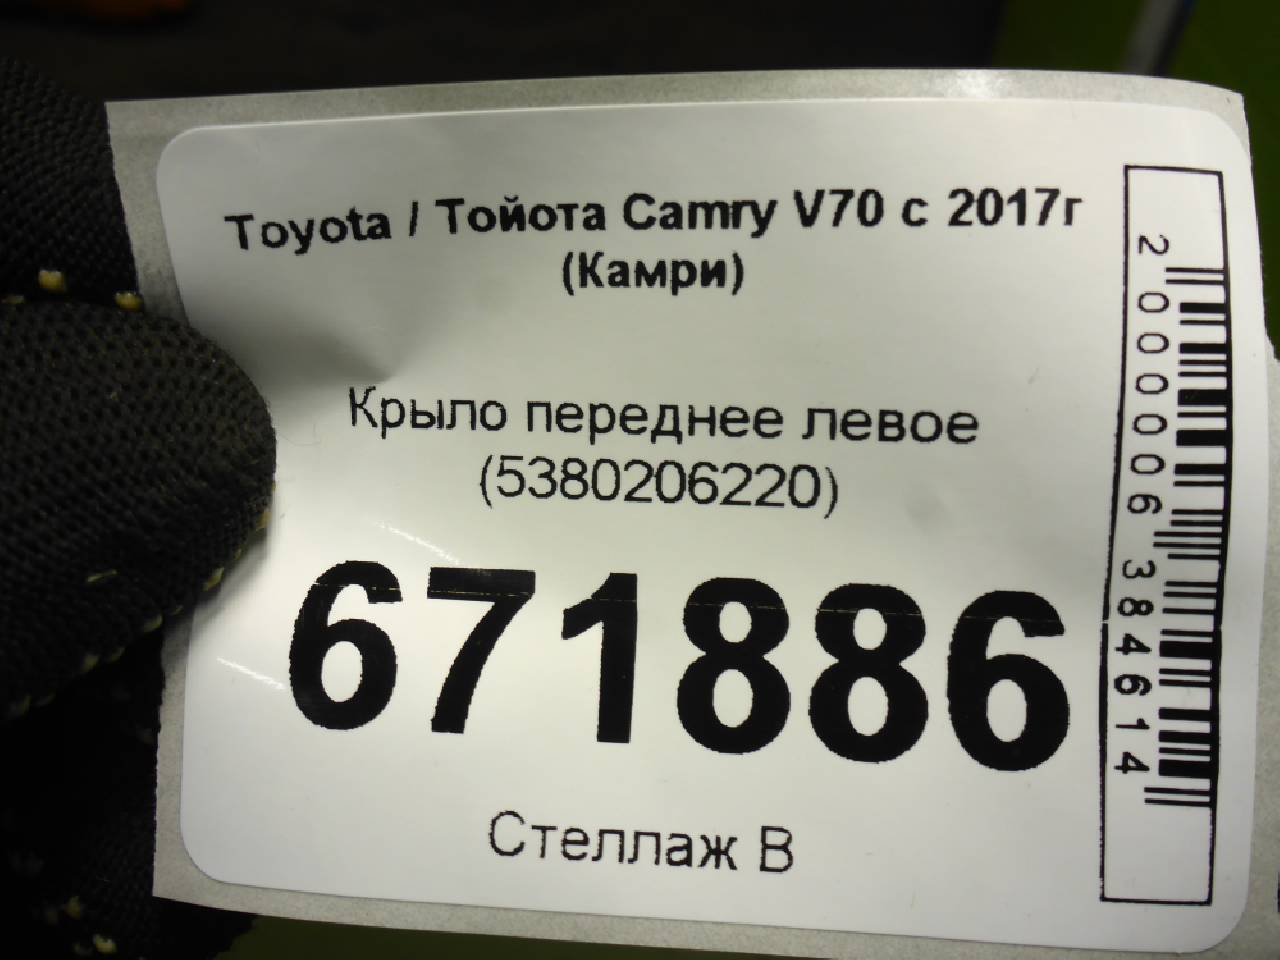 Toyota / Тойота Camry V70 с 2017г
(Камри)
Крыло переднее левое
(5380206220)
671886
Стеллаж В
2000006384614